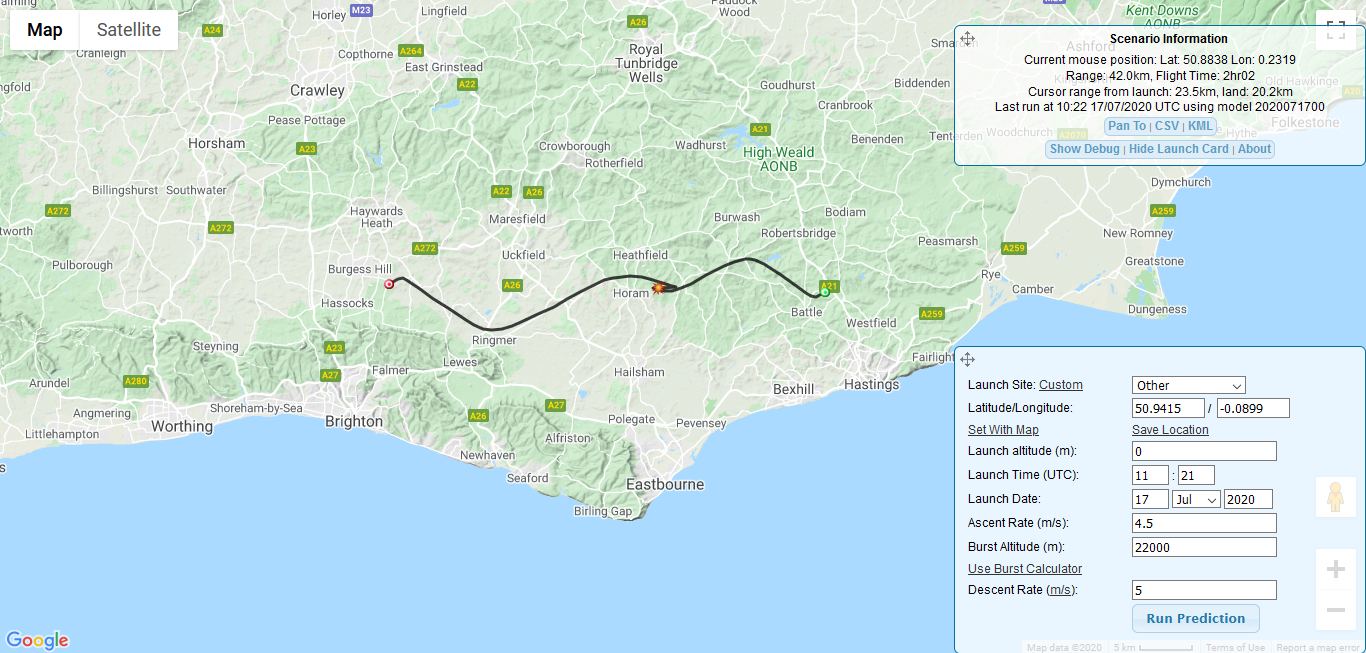 Map
Satellite
Horley
M23
Lingfield
A26
Paddock
Wood
Kent Downs
AONB
A24
Copthorne
A264
East Grinstead
Cranleigh
Royal
Tunbridge
Wells
Ashford
A22
Goudhurst
Biddenden
Crawley
Cranbrook
Pease Pottage
A21
Horsham
A23
Crowborough
Wadhurst
Benenden
Tenterden
Woodchurch
A2070
Hythe
Folkestone
Old Hawkinge
A20
Rotherfield
High Weald
AONB
Billingshurst
Southwater
A22
A26
Dymchurch
A272
Haywards
Heath
Maresfield
Burwash
Bodiam
A259
A272
Robertsbridge
New Romney
Peasmarsh
A259
A272
Uckfield
Heathfield
Pulborough
Burgess Hill
Greatstone
Rye
A26
Horam
A21
Camber
Hassocks
Battle
Westfield
A259
Dungeness
Ringmer
Steyning
A23
Lewes
Fairlight
Arundel
A280
A27
Falmer
Hailsham
Bexhill
Hastings
Angmering
Shoreham-by-Sea
A26
A27
Littlehampton
Worthing
Brighton
Polegate
Pevensey
Alfriston
Newhaven
Seaford
Eastbourne
Birling Gap
Google
Scenario Information
Current mouse position: Lat: 50.8838 Lon: 0.2319
Range: 42.0km, Flight Time: 2hr02
Cursor range from launch: 23.5km, land: 20.2km
Last run at 10:22 17/07/2020 UTC using model 2020071700
Pan To | CSV | KML
Show Debug | Hide Launch Card | About
Launch Site: Custom Other
Latitude/Longitude: 50.9415 / -0.0899
Set With Map Save Location
Launch altitude (m): 0
Launch Time (UTC): 11 : 21
Launch Date: 17 Jul 2020
Ascent Rate (m/s): 4.5
Burst Altitude (m): 22000
Use Burst Calculator
Descent Rate (m/s): 5
Run Prediction
Map data ©2020 5 km Terms of Use Report a map error